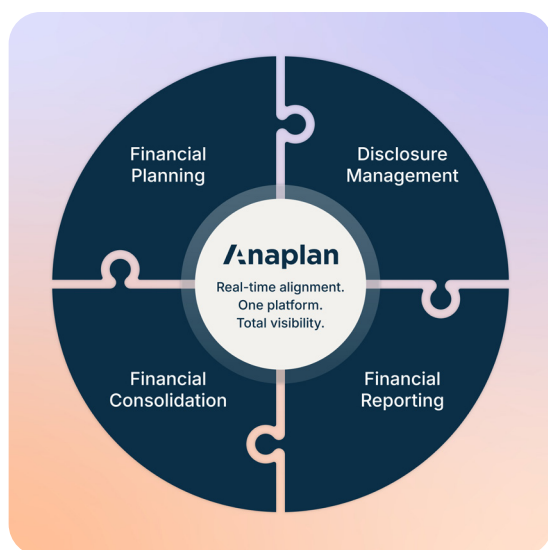 Financial
Planning
Disclosure
Management
Anaplan
Real-time alignment.
One platform.
Total visibility.
Financial
Consolidation
Financial
Reporting